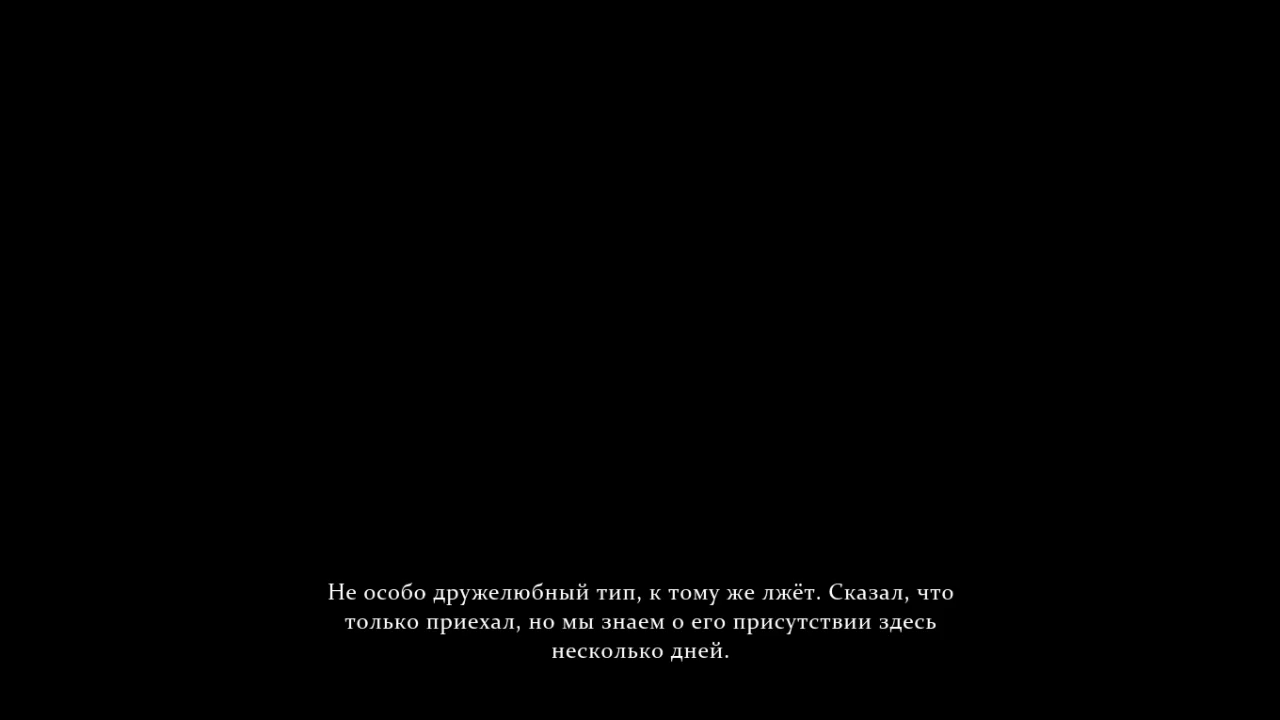 Не особо дружелюбный тип, к тому же лжёт. Сказал, что
только приехал, но мы знаем о его присутствии здесь
несколько дней.